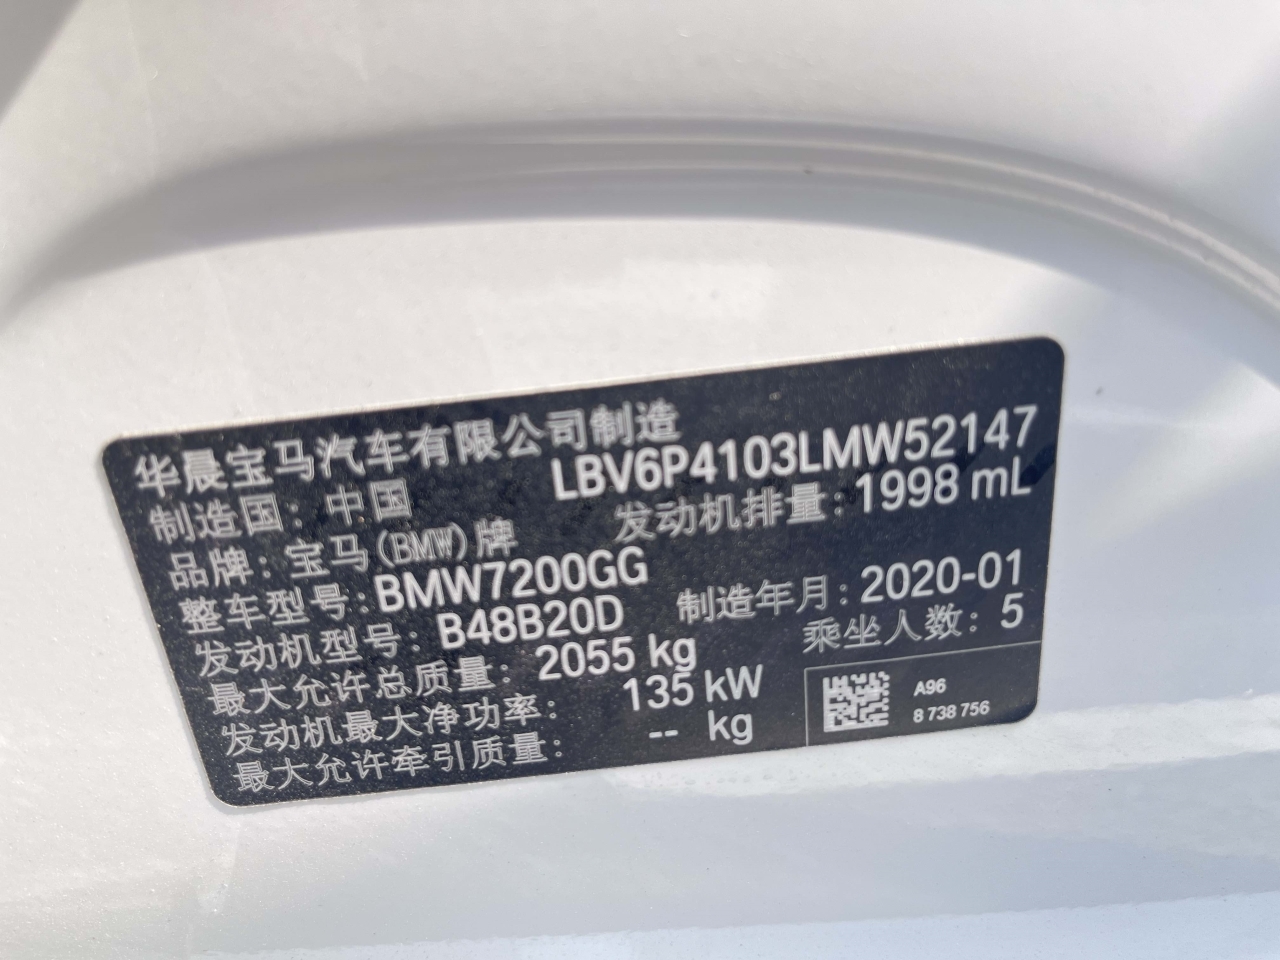 华晨宝马汽车有限公司制造
制造国：中国 LBV6P4103LMW52147
品牌：宝马(BMW)牌 发动机排量：1998 mL
整车型号：BMW7200GG
发动机型号：B48B20D 制造年月：2020-01
最大允许总质量：2055 kg 乘坐人数：5
发动机最大净功率：135 kW
最大允许牵引质量：-- kg
A96
8 738 756